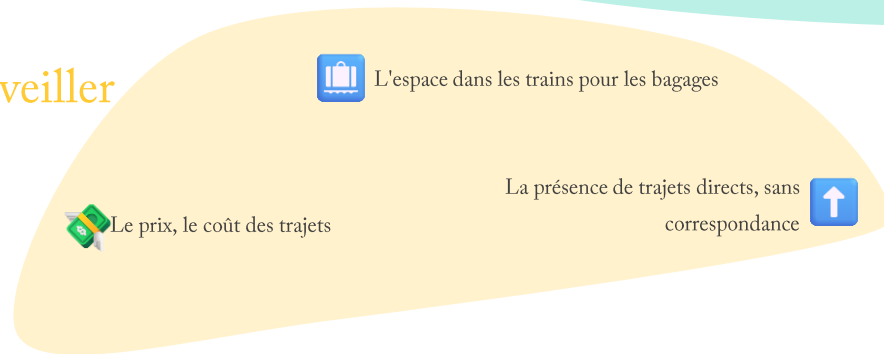 veiller
L'espace dans les trains pour les bagages
La présence de trajets directs, sans
correspondance
Le prix, le coût des trajets